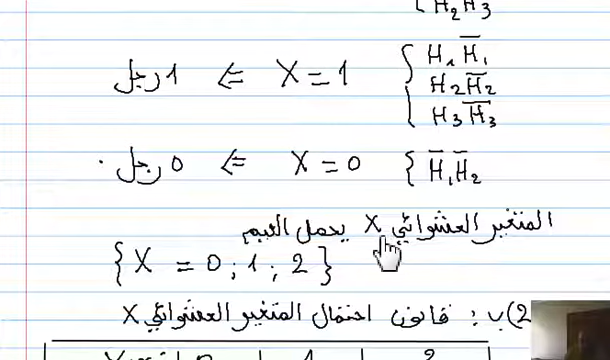 H₂H₃
H₁H̅₁
1 رجل ⇐ X = 1 { H₂H̅₂
H₃H̅₃
0 رجل ⇐ X = 0 { H̅₁H̅₂
المتغير العشوائي X يحمل القيم
{X = 0 ; 1 ; 2}
2) ب : قانون احتمال المتغير العشوائي X